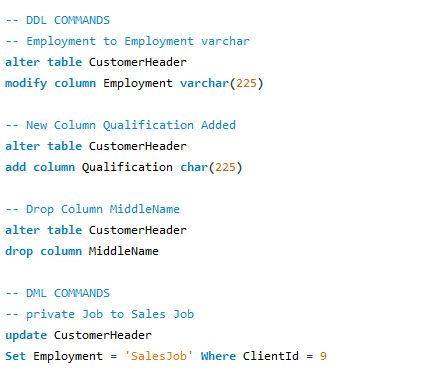 -- DDL COMMANDS
-- Employment to Employment varchar
alter table CustomerHeader
modify column Employment varchar(225)
-- New Column Qualification Added
alter table CustomerHeader
add column Qualification char(225)
-- Drop Column MiddleName
alter table CustomerHeader
drop column MiddleName
-- DML COMMANDS
-- private Job to Sales Job
update CustomerHeader
Set Employment = 'SalesJob' Where ClientId = 9